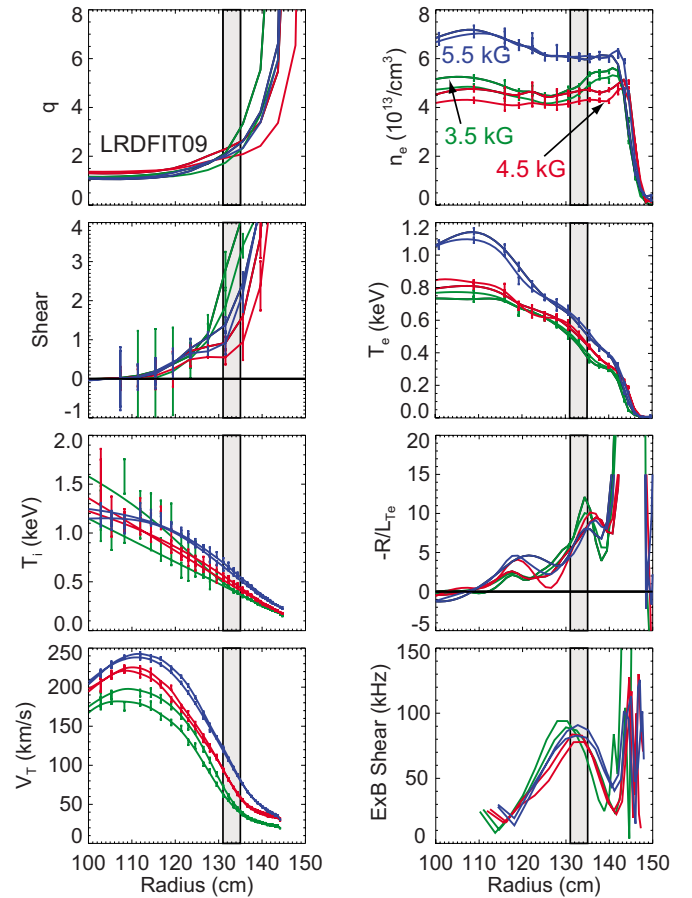 q
8
6
4
2
0
LRDFIT09
n_e (10^13/cm^3)
8
6
4
2
0
5.5 kG
3.5 kG
4.5 kG
Shear
4
3
2
1
0
-1
T_e (keV)
1.2
1.0
0.8
0.6
0.4
0.2
0.0
T_i (keV)
2.0
1.5
1.0
0.5
0.0
-R/L_Te
20
15
10
5
0
-5
V_T (km/s)
250
200
150
100
50
0
100 110 120 130 140 150
Radius (cm)
ExB Shear (kHz)
150
100
50
0
100 110 120 130 140 150
Radius (cm)